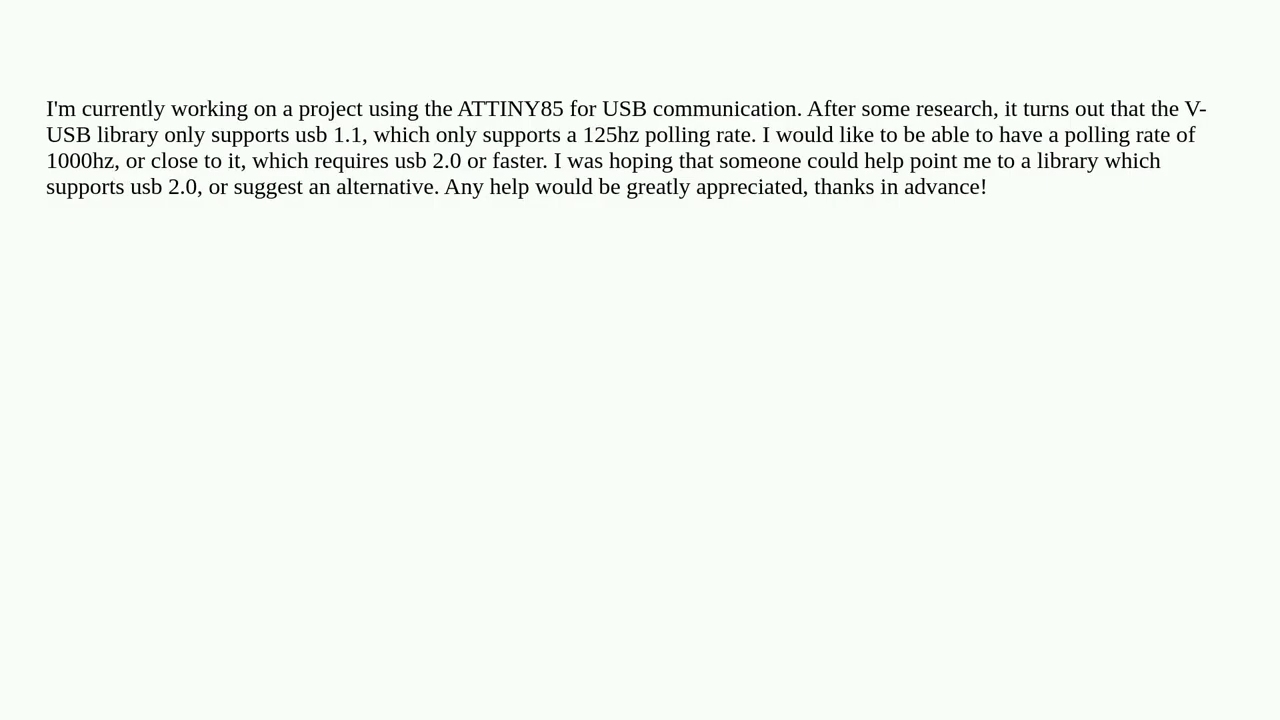 I'm currently working on a project using the ATTINY85 for USB communication. After some research, it turns out that the V-
USB library only supports usb 1.1, which only supports a 125hz polling rate. I would like to be able to have a polling rate of
1000hz, or close to it, which requires usb 2.0 or faster. I was hoping that someone could help point me to a library which
supports usb 2.0, or suggest an alternative. Any help would be greatly appreciated, thanks in advance!